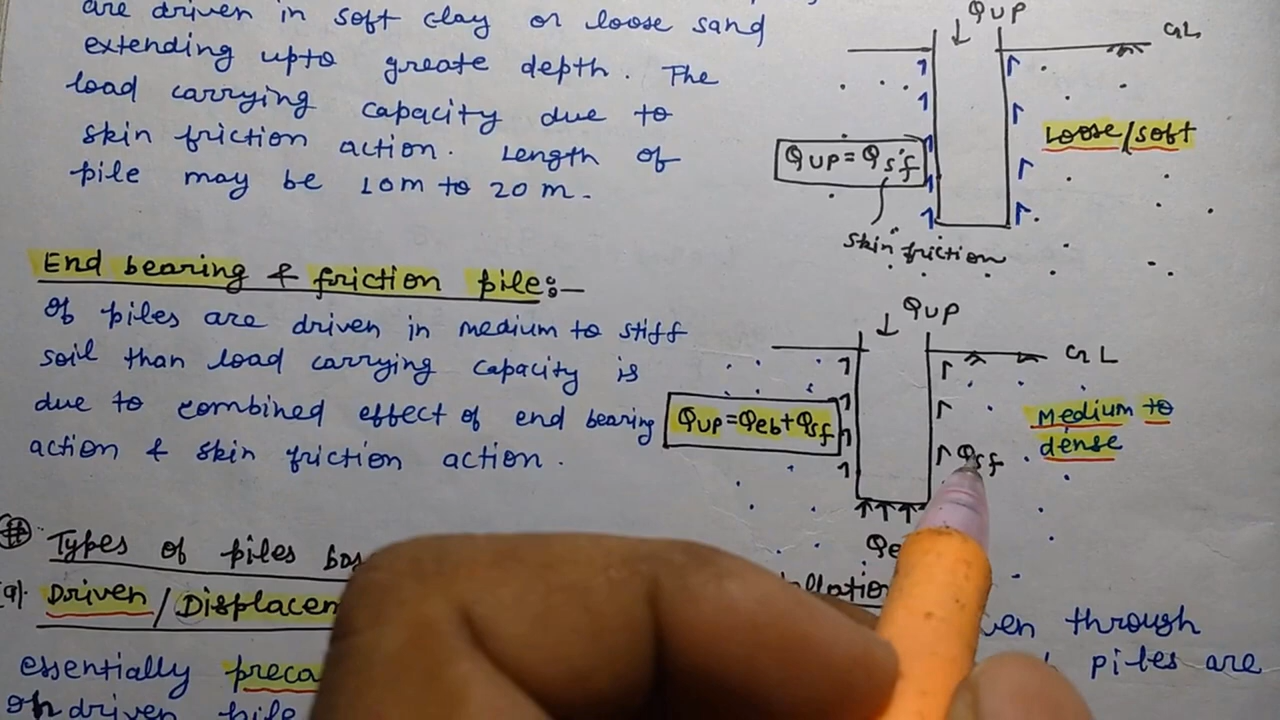 are driven in soft clay or loose sand
extending upto greate depth. The
load carrying capacity due to
skin friction action. Length of
pile may be 10m to 20 m.
QUP
GL
Loose/soft
QUP = Qsf
skin friction
End bearing & friction pile:-
Of piles are driven in medium to stiff
soil than load carrying capacity is
due to combined effect of end bearing
action & skin friction action.
QUP
GL
QUP=Qeb+Qsf
Medium to
dense
Qsf
# Types of piles
(a). Driven/
essentially
driven pile
through
piles are